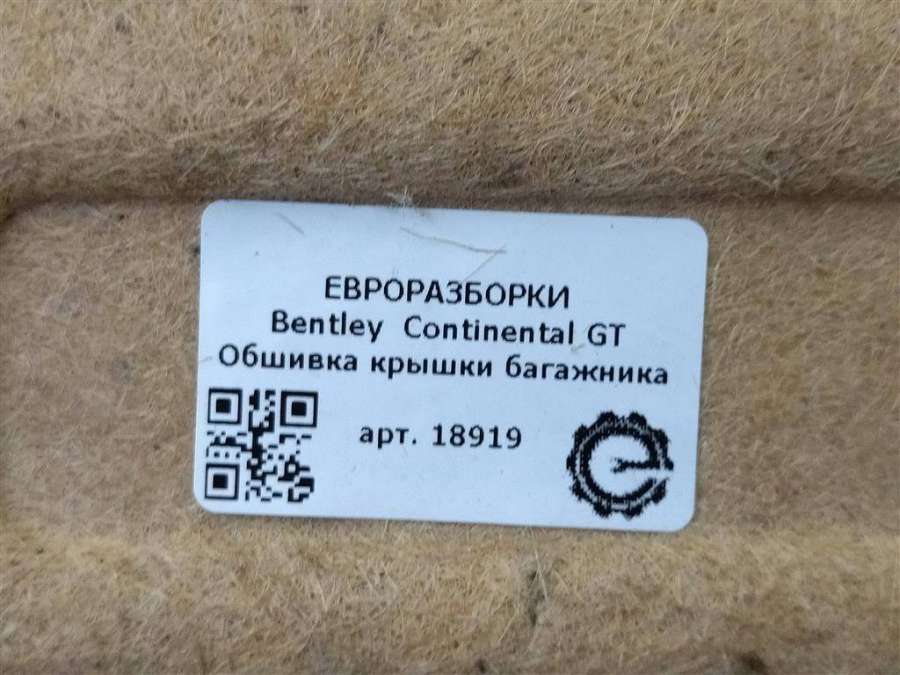 ЕВРОРАЗБОРКИ
Bentley Continental GT
Обшивка крышки багажника
арт. 18919